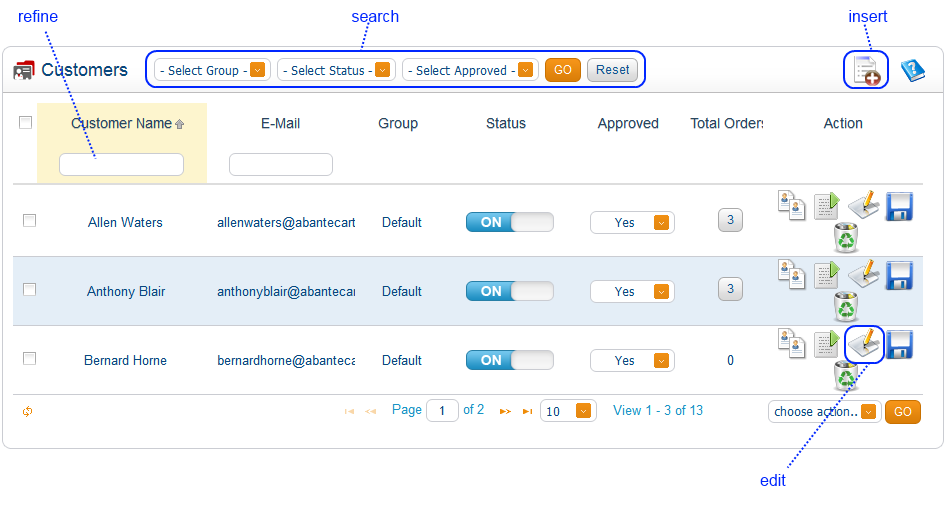 refine search insert
Customers - Select Group - - Select Status - - Select Approved - GO Reset ?
Customer Name E-Mail Group Status Approved Total Orders Action
Allen Waters allenwaters@abantecart Default ON Yes 3
Anthony Blair anthonyblair@abantecar Default ON Yes 3
Bernard Horne bernardhorne@abanteca Default ON Yes 0
Page 1 of 2 10 View 1 - 3 of 13 choose action.. GO
edit